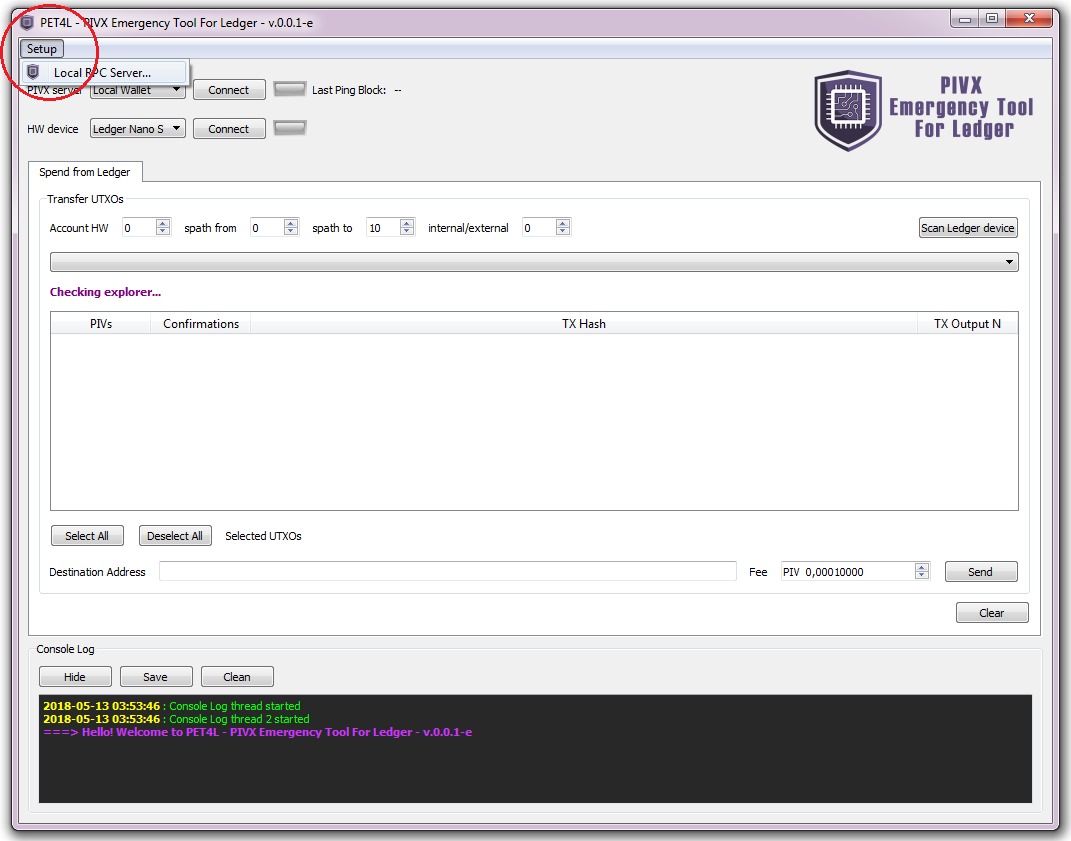 PET4L - PIVX Emergency Tool For Ledger - v.0.0.1-e
Setup
Local RPC Server...
PIVX server Local Wallet Connect Last Ping Block: --
HW device Ledger Nano S Connect
PIVX
Emergency Tool
For Ledger
Spend from Ledger
Transfer UTXOs
Account HW 0 spath from 0 spath to 10 internal/external 0 Scan Ledger device
Checking explorer...
PIVs Confirmations TX Hash TX Output N
Select All Deselect All Selected UTXOs
Destination Address Fee PIV 0,00010000 Send
Clear
Console Log
Hide Save Clean
2018-05-13 03:53:46 : Console Log thread started
2018-05-13 03:53:46 : Console Log thread 2 started
===> Hello! Welcome to PET4L - PIVX Emergency Tool For Ledger - v.0.0.1-e